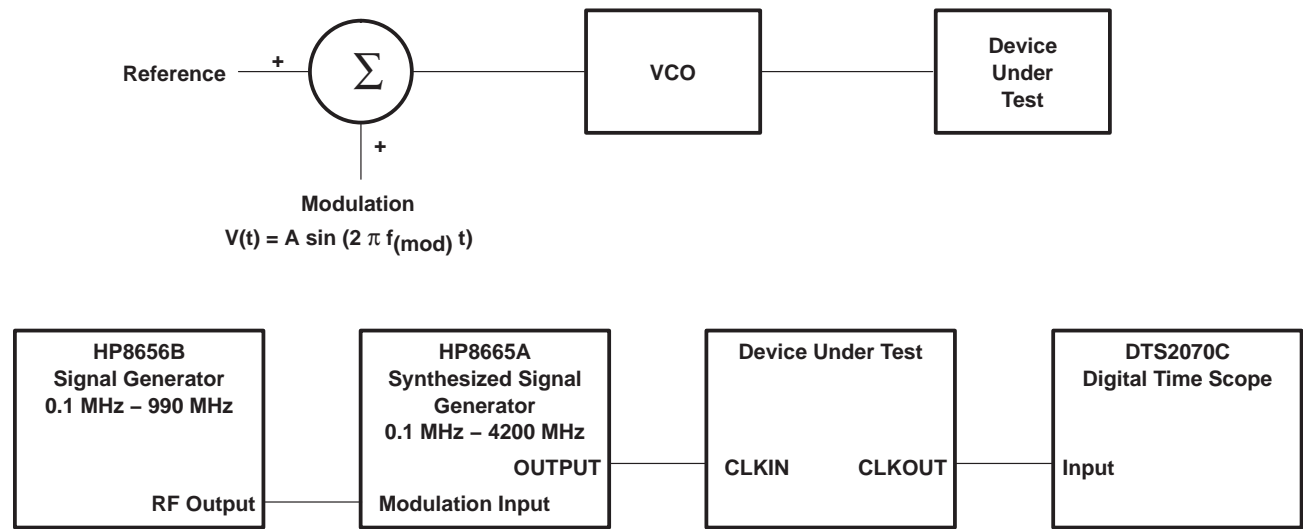 Reference
+
Σ
+
VCO
Device
Under
Test
Modulation
V(t) = A sin (2 π f(mod) t)
HP8656B
Signal Generator
0.1 MHz – 990 MHz
RF Output
HP8665A
Synthesized Signal
Generator
0.1 MHz – 4200 MHz
OUTPUT
Modulation Input
Device Under Test
CLKIN
CLKOUT
DTS2070C
Digital Time Scope
Input